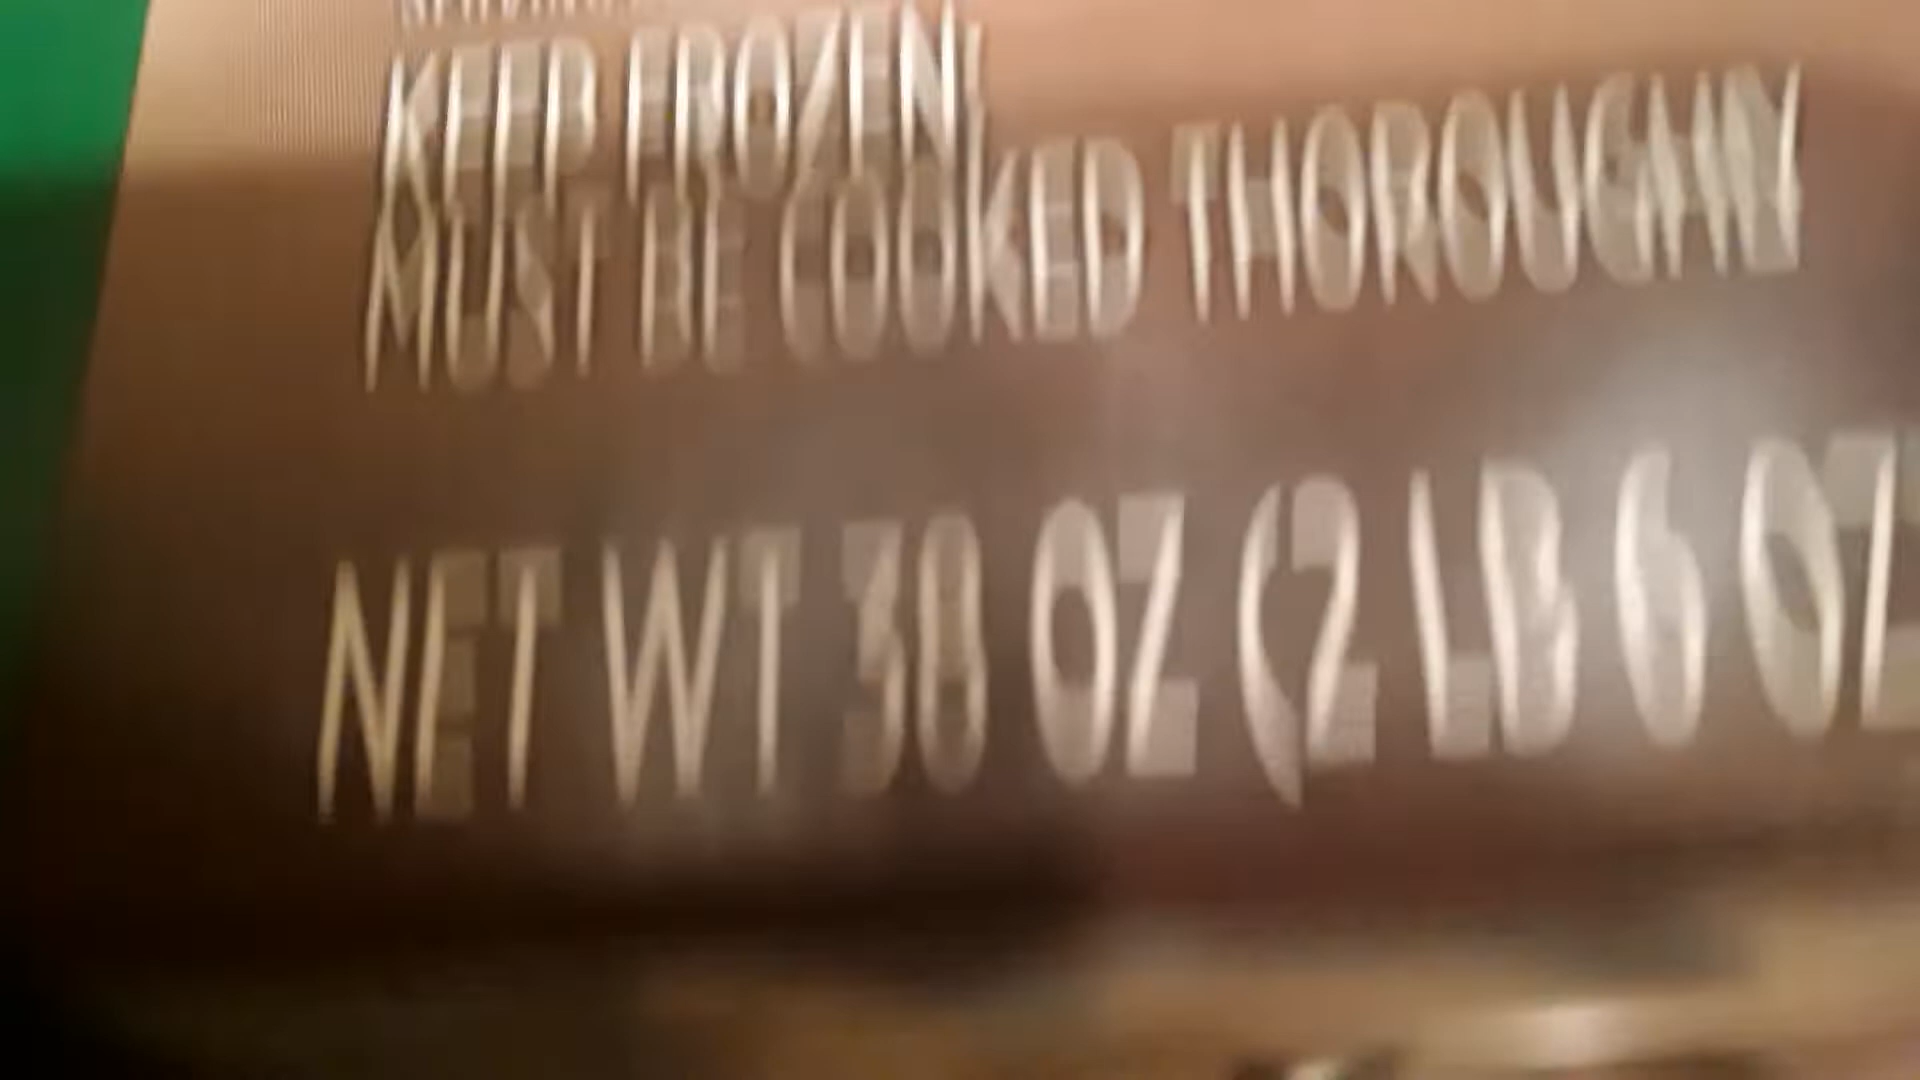 KEEP FROZEN;
MUST BE COOKED THOROUGHLY
NET WT 38 OZ (2 LB 6 OZ